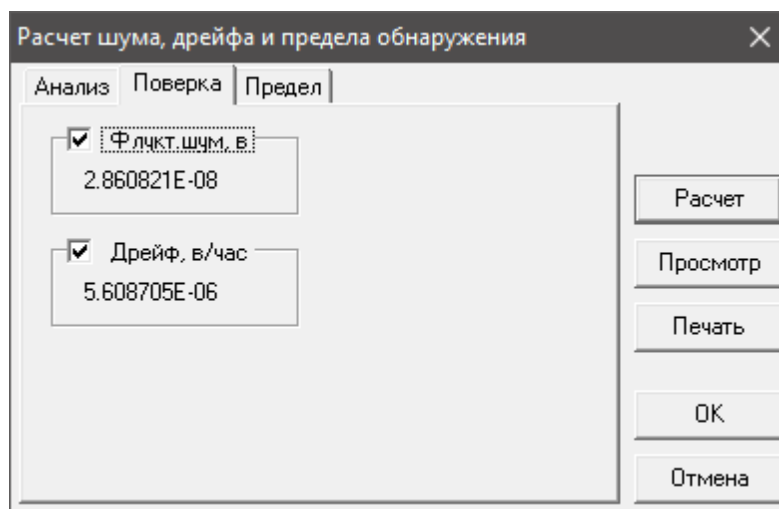 Расчет шума, дрейфа и предела обнаружения
Анализ Поверка Предел
Флукт.шум, в
2.860821E-08
Дрейф, в/час
5.608705E-06
Расчет
Просмотр
Печать
OK
Отмена